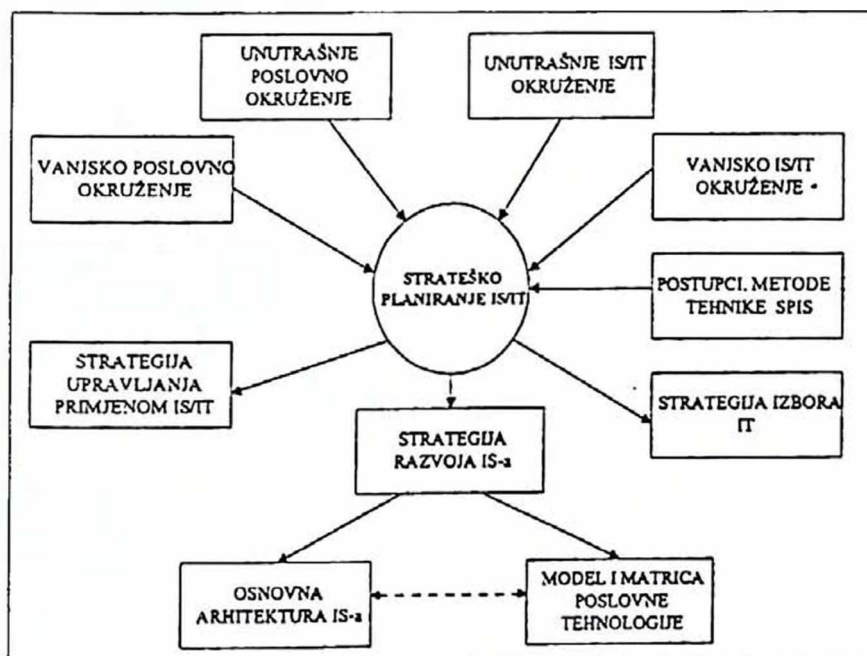 UNUTRAŠNJE
POSLOVNO
OKRUŽENJE
UNUTRAŠNJE IS/IT
OKRUŽENJE
VANJSKO POSLOVNO
OKRUŽENJE
VANJSKO IS/IT
OKRUŽENJE
STRATEŠKO
PLANIRANJE IS/IT
POSTUPCI, METODE
TEHNIKE SPIS
STRATEGIJA
UPRAVLJANJA
PRIMJENOM IS/IT
STRATEGIJA IZBORA
IT
STRATEGIJA
RAZVOJA IS-a
OSNOVNA
ARHITEKTURA IS-a
MODEL I MATRICA
POSLOVNE
TEHNOLOGIJE